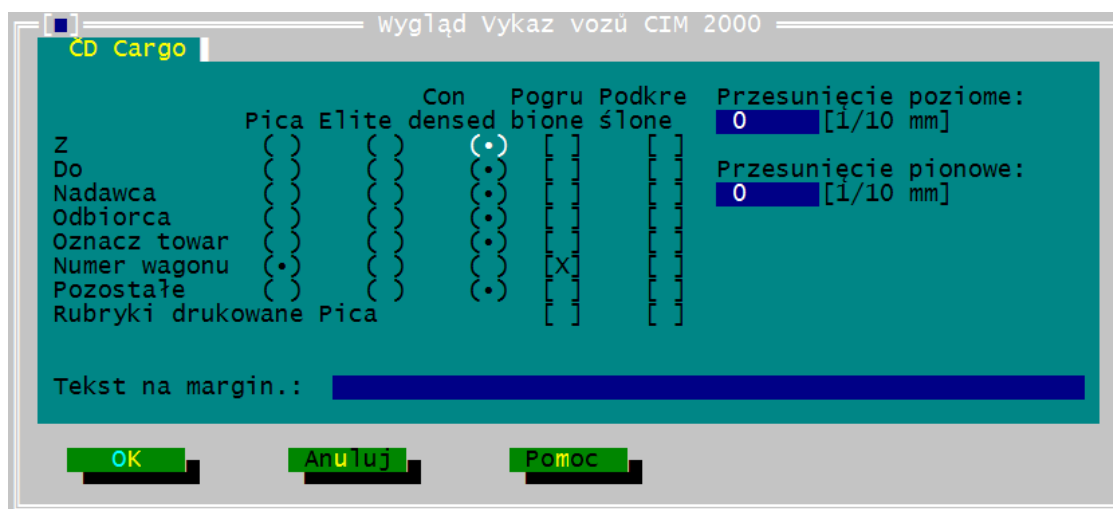 [■] Wygląd Vykaz vozů CIM 2000
ČD Cargo
Con Pogru Podkre Przesunięcie poziome:
Pica Elite densed bione ślone 0 [1/10 mm]
Z ( ) ( ) (•) [ ] [ ]
Do ( ) ( ) (•) [ ] [ ] Przesunięcie pionowe:
Nadawca ( ) ( ) (•) [ ] [ ] 0 [1/10 mm]
Odbiorca ( ) ( ) (•) [ ] [ ]
Oznacz towar ( ) ( ) (•) [ ] [ ]
Numer wagonu (•) ( ) ( ) [X] [ ]
Pozostałe ( ) ( ) (•) [ ] [ ]
Rubryki drukowane Pica [ ] [ ]
Tekst na margin.:
OK Anuluj Pomoc